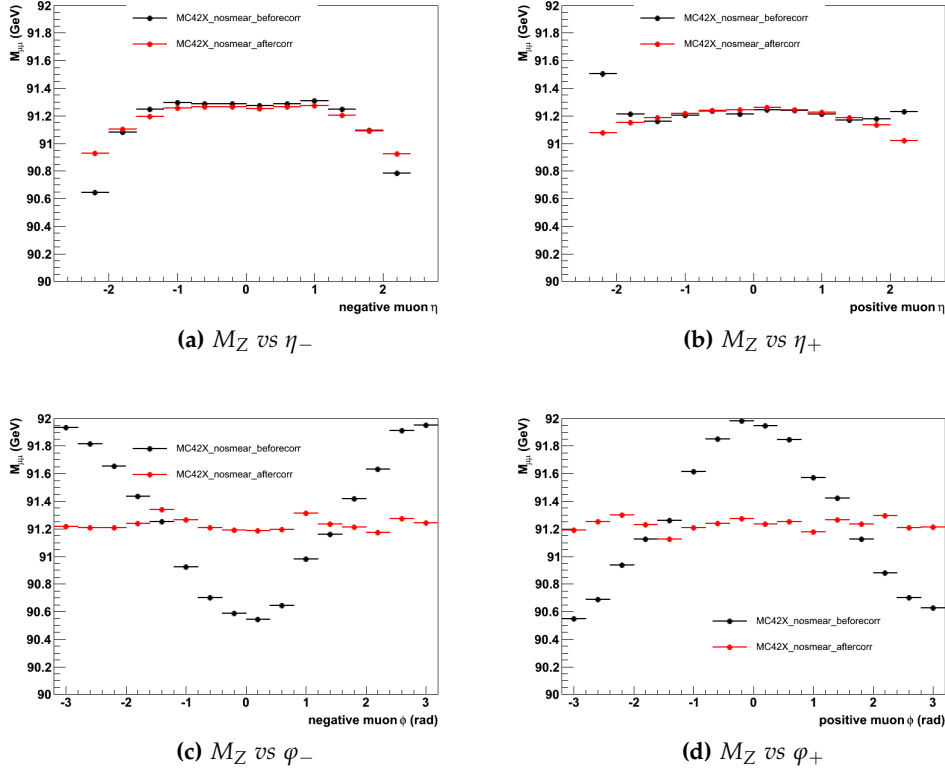 M_μμ (GeV)
92
91.8
91.6
91.4
91.2
91
90.8
90.6
90.4
90.2
90
MC42X_nosmear_beforecorr
MC42X_nosmear_aftercorr
-2 -1 0 1 2
negative muon η
(a) M_Z vs η_−
M_μμ (GeV)
92
91.8
91.6
91.4
91.2
91
90.8
90.6
90.4
90.2
90
MC42X_nosmear_beforecorr
MC42X_nosmear_aftercorr
-2 -1 0 1 2
positive muon η
(b) M_Z vs η_+
M_μμ (GeV)
92
91.8
91.6
91.4
91.2
91
90.8
90.6
90.4
90.2
90
MC42X_nosmear_beforecorr
MC42X_nosmear_aftercorr
-3 -2 -1 0 1 2 3
negative muon ϕ (rad)
(c) M_Z vs φ_−
M_μμ (GeV)
92
91.8
91.6
91.4
91.2
91
90.8
90.6
90.4
90.2
90
MC42X_nosmear_beforecorr
MC42X_nosmear_aftercorr
-3 -2 -1 0 1 2 3
positive muon ϕ (rad)
(d) M_Z vs φ_+